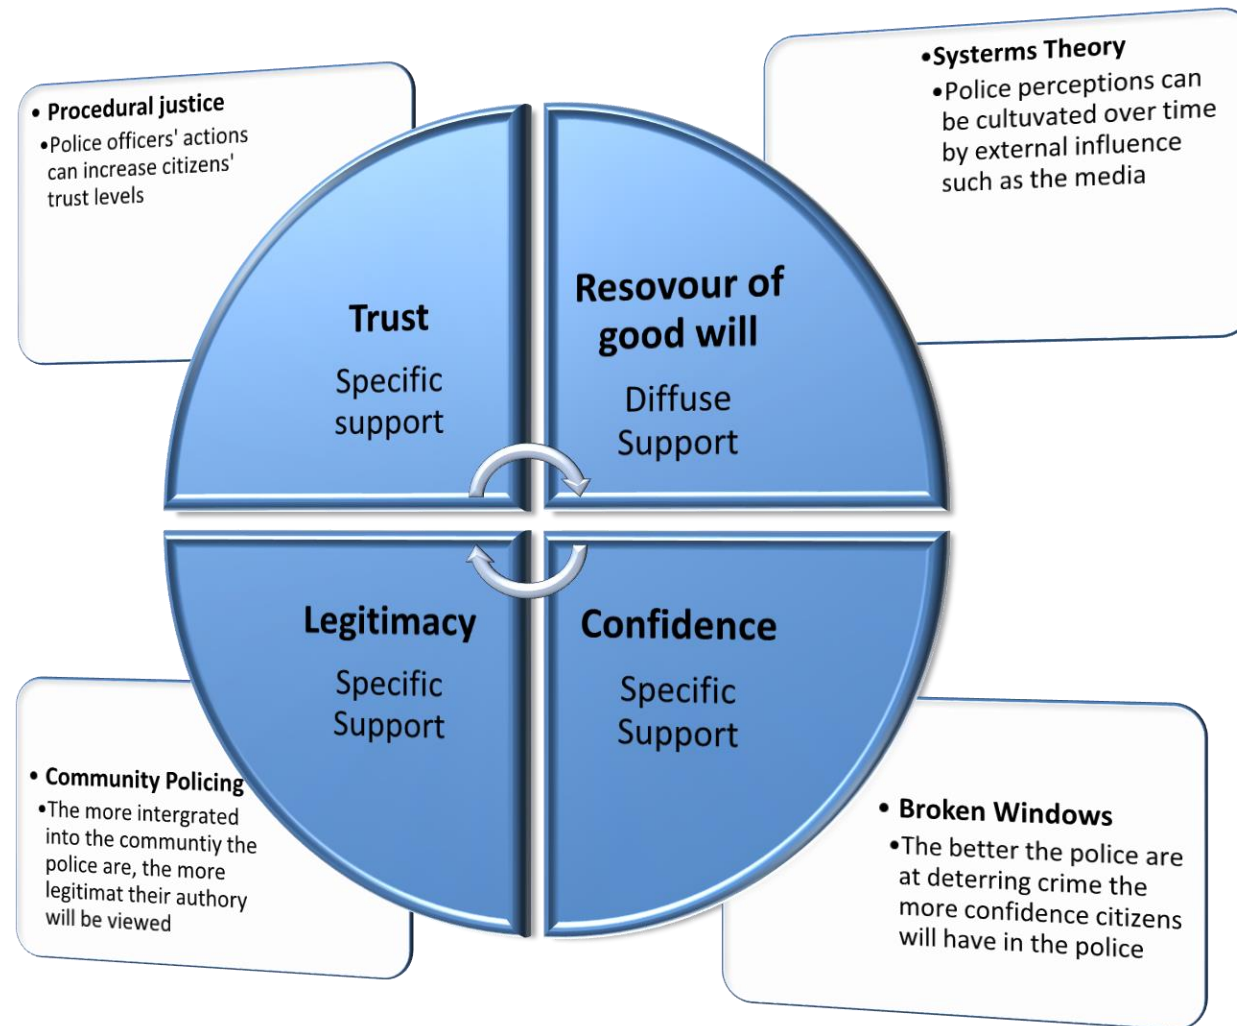 • Procedural justice
•Police officers' actions
can increase citizens'
trust levels
•Systerms Theory
•Police perceptions can
be cultuvated over time
by external influence
such as the media
Trust
Specific
support
Resovour of
good will
Diffuse
Support
Legitimacy
Specific
Support
Confidence
Specific
Support
• Community Policing
•The more intergrated
into the communtiy the
police are, the more
legitimat their authory
will be viewed
• Broken Windows
•The better the police are
at deterring crime the
more confidence citizens
will have in the police